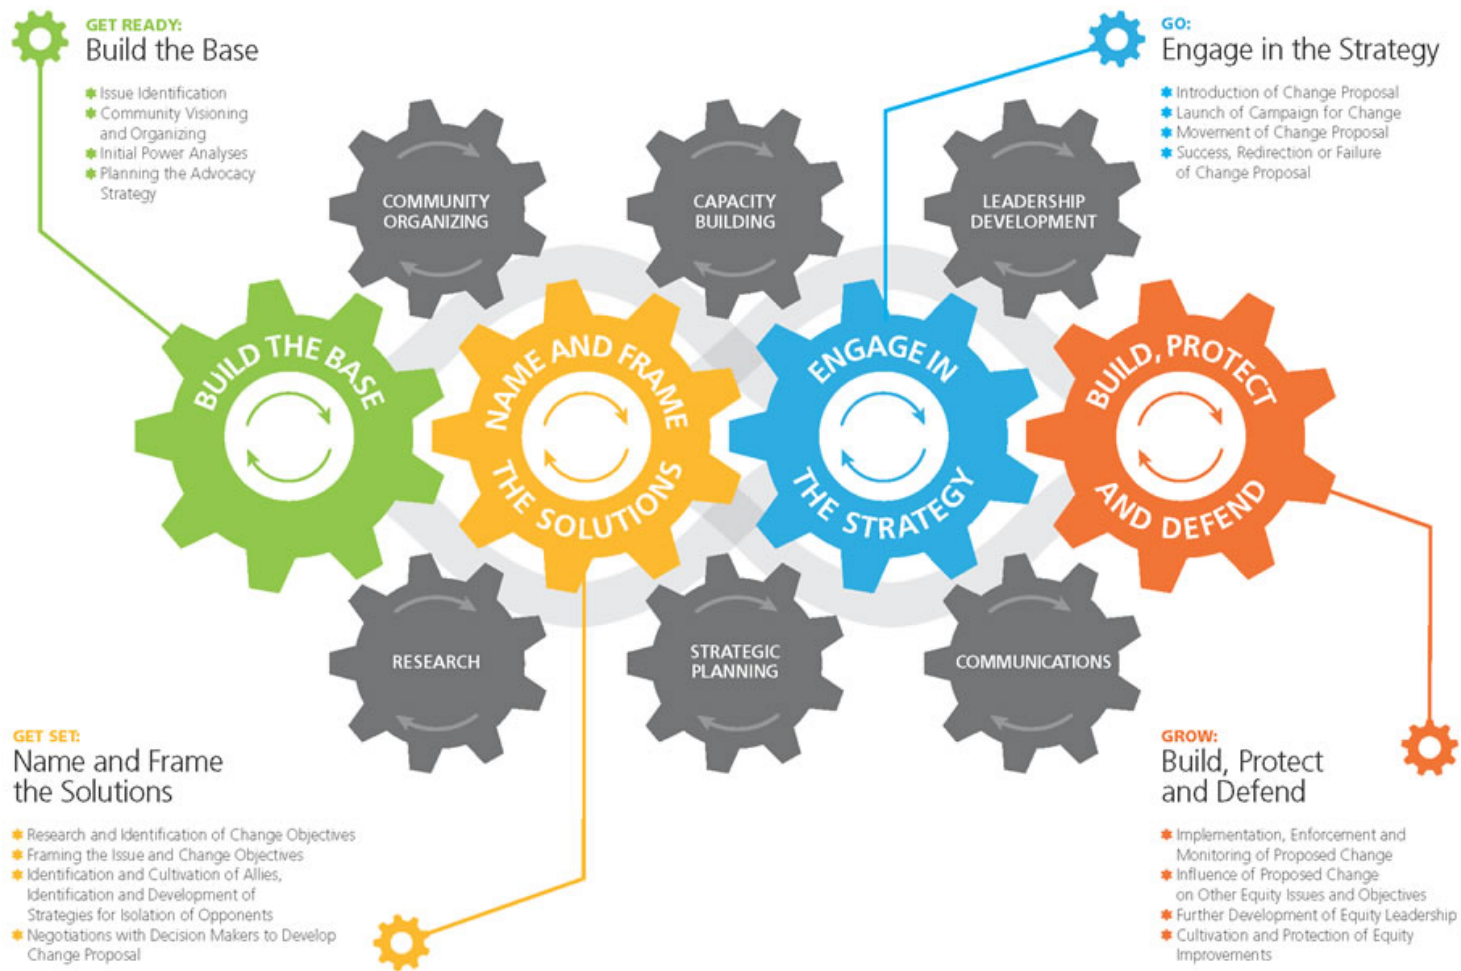 GET READY:
Build the Base
Issue Identification
Community Visioning
and Organizing
Initial Power Analyses
Planning the Advocacy
Strategy
GO:
Engage in the Strategy
Introduction of Change Proposal
Launch of Campaign for Change
Movement of Change Proposal
Success, Redirection or Failure
of Change Proposal
COMMUNITY
ORGANIZING
CAPACITY
BUILDING
LEADERSHIP
DEVELOPMENT
BUILD THE BASE
NAME AND FRAME
THE SOLUTIONS
ENGAGE IN
THE STRATEGY
BUILD, PROTECT
AND DEFEND
RESEARCH
STRATEGIC
PLANNING
COMMUNICATIONS
GET SET:
Name and Frame
the Solutions
Research and Identification of Change Objectives
Framing the Issue and Change Objectives
Identification and Cultivation of Allies,
Identification and Development of
Strategies for Isolation of Opponents
Negotiations with Decision Makers to Develop
Change Proposal
GROW:
Build, Protect
and Defend
Implementation, Enforcement and
Monitoring of Proposed Change
Influence of Proposed Change
on Other Equity Issues and Objectives
Further Development of Equity Leadership
Cultivation and Protection of Equity
Improvements